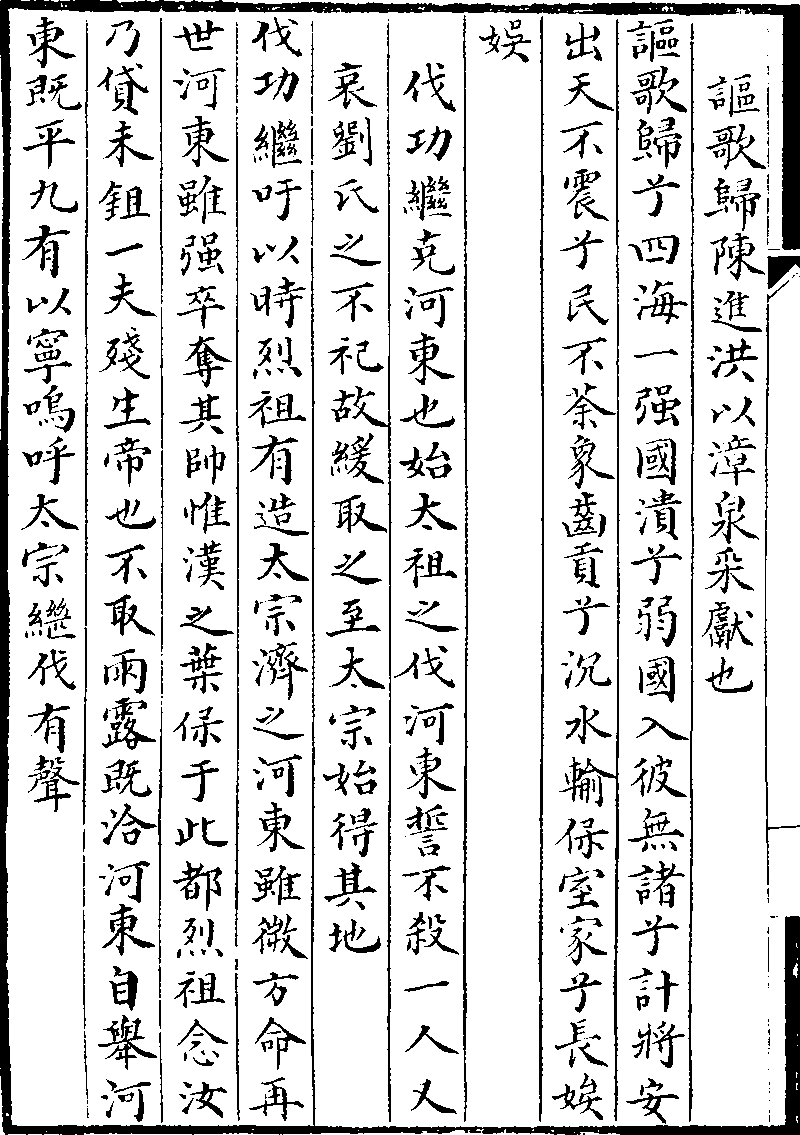 謳歌歸陳進洪以漳泉來獻也
謳歌歸兮四海一强國潰兮弱國入彼無諸兮計將安
出天不震兮民不荼象齒貢兮沉水輸保室家兮長娭
娯
伐功繼克河東也始太祖之伐河東誓不殺一人又
哀劉氏之不祀故緩取之至太宗始得其地
伐功繼吁以時烈祖有造太宗濟之河東雖微方命再
世河東雖强卒奪其帥惟漢之葉保于此都烈祖念汝
乃貸未鉏一夫殘生帝也不取雨露既洽河東自舉河
東既平九有以寧嗚呼太宗繼伐有聲